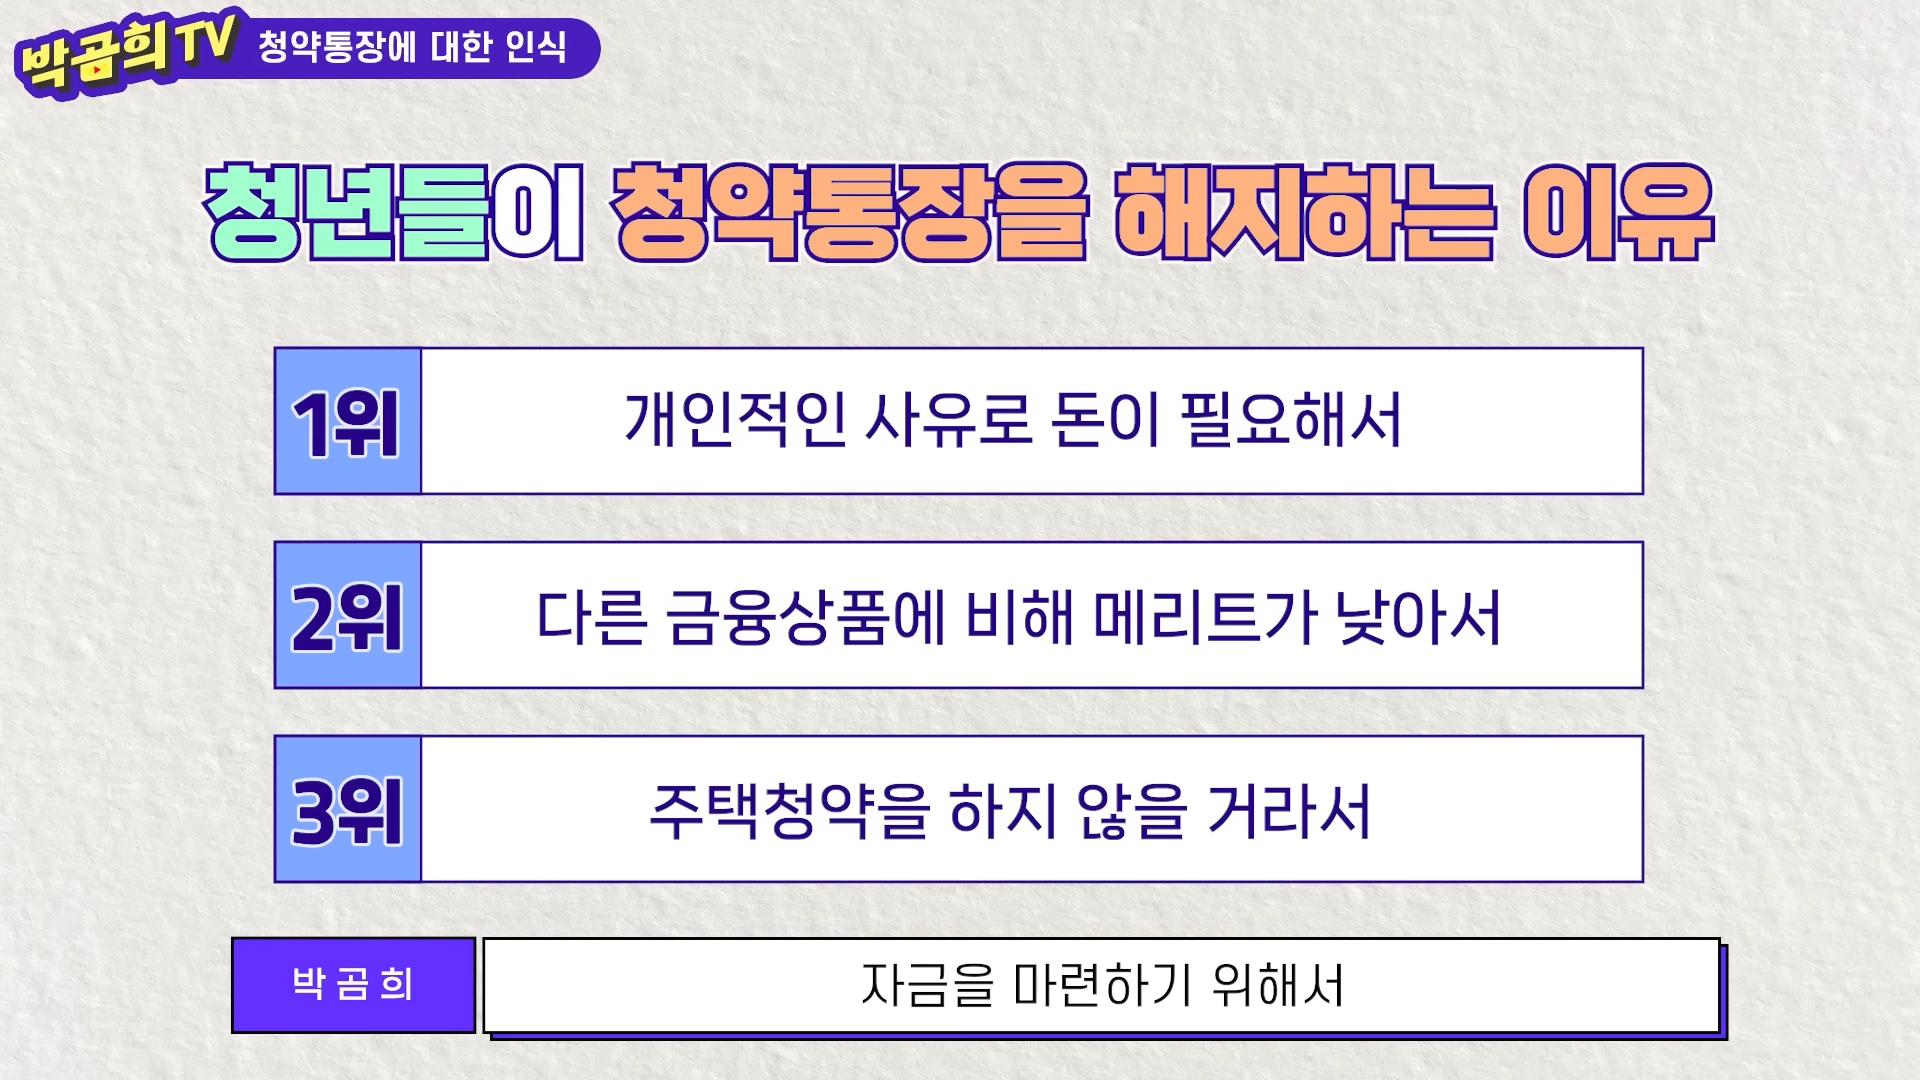 박곰희TV
청약통장에 대한 인식
청년들이 청약통장을 해지하는 이유
1위
개인적인 사유로 돈이 필요해서
2위
다른 금융상품에 비해 메리트가 낮아서
3위
주택청약을 하지 않을 거라서
박곰희
자금을 마련하기 위해서